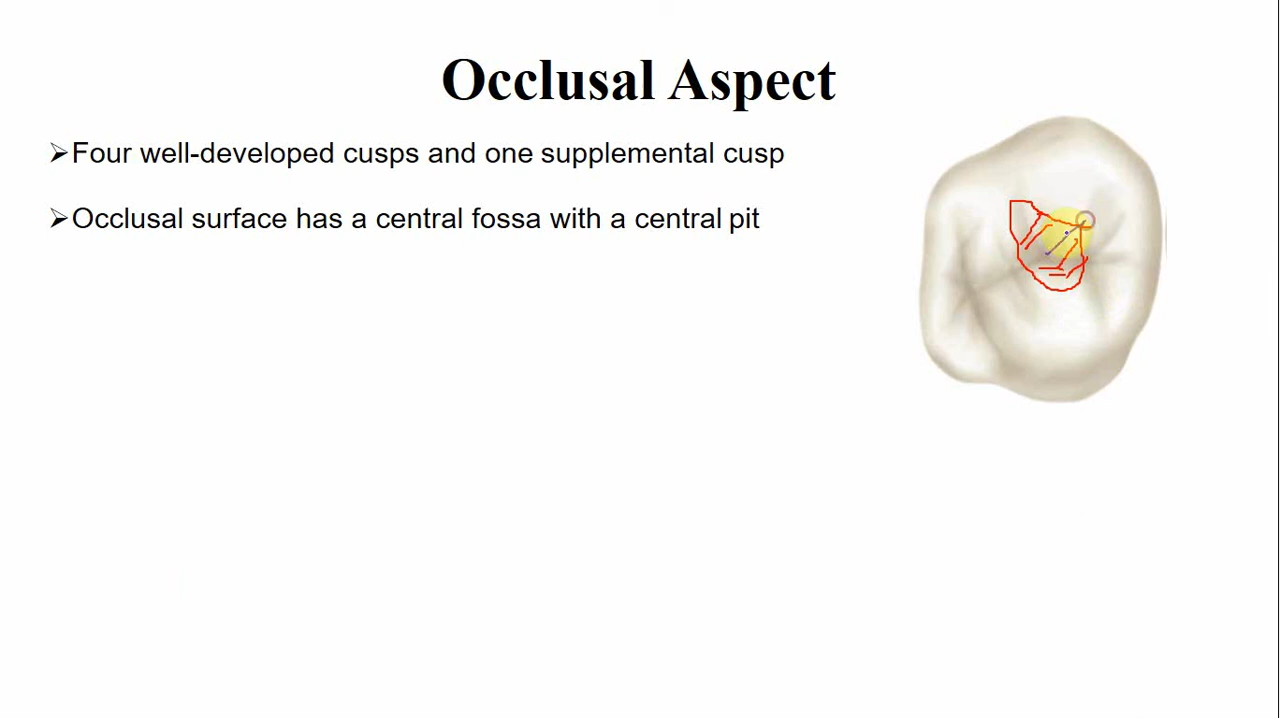 Occlusal Aspect
➢Four well-developed cusps and one supplemental cusp
➢Occlusal surface has a central fossa with a central pit